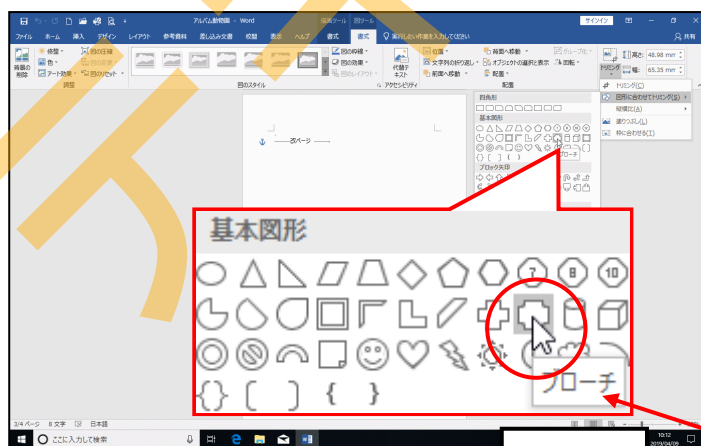 アルバム動物園 - Word
描画ツール 図ツール
サインイン
ファイル ホーム 挿入 デザイン レイアウト 参考資料 差し込み文書 校閲 表示 ヘルプ 書式 書式 実行したい作業を入力してください 共有
修整 図の圧縮
色
アート効果 図のリセット
背景の
削除
図の枠線
図の効果
図のレイアウト
代替テ
キスト
位置
文字列の折り返し
前面へ移動
背面へ移動
オブジェクトの選択と表示
配置
グループ化
回転
トリミング
高さ: 48.98 mm
幅: 65.35 mm
調整 図のスタイル アクセシビリティ 配置
トリミング(C)
図形に合わせてトリミング(S)
縦横比(A)
塗りつぶし(L)
枠に合わせる(I)
四角形
基本図形
ブローチ
ブロック矢印
改ページ
基本図形
7 8 10
ブローチ
3/4 ページ 8 文字 日本語
ここに入力して検索
10:12
2019/04/09